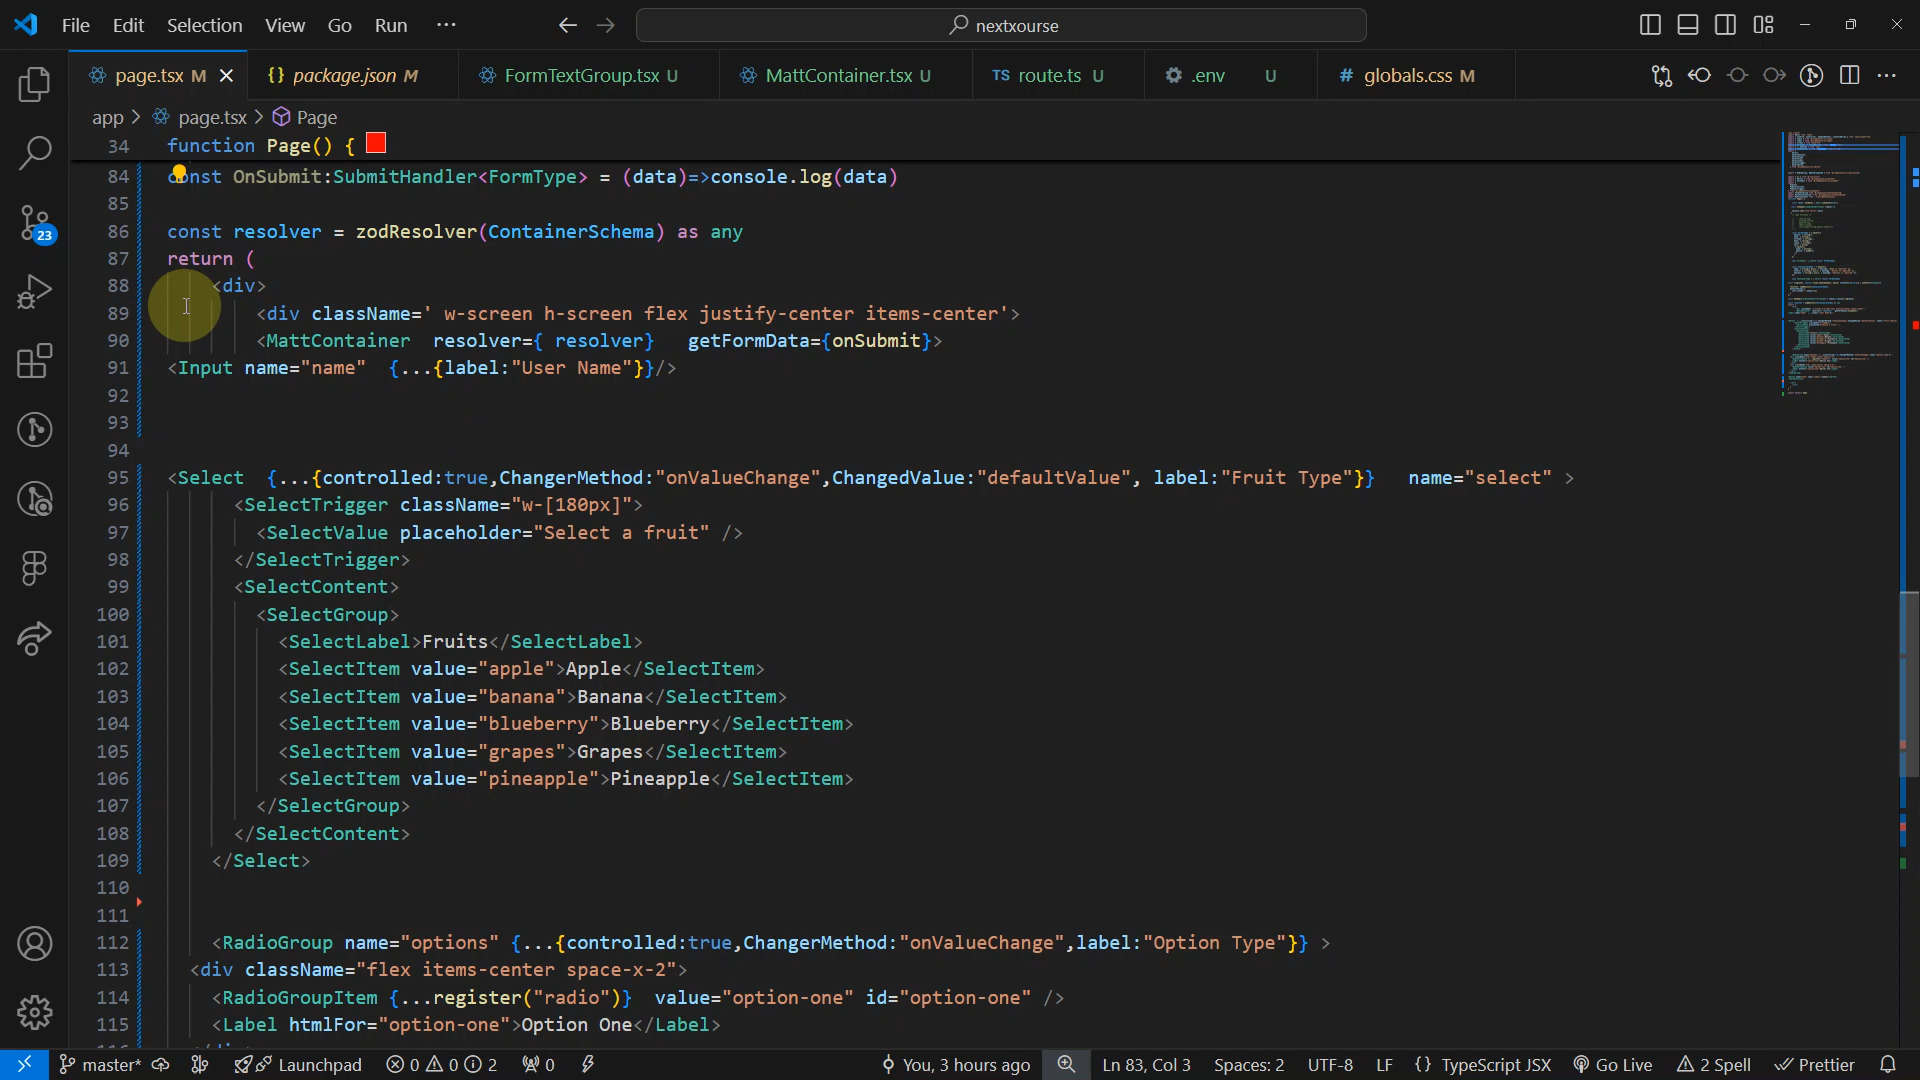 File Edit Selection View Go Run ··· nextxourse
page.tsx M package.json M FormTextGroup.tsx U MattContainer.tsx U TS route.ts U .env U # globals.css M
app > page.tsx > Page
34 function Page() {
84 const OnSubmit:SubmitHandler<FormType> = (data)=>console.log(data)
85
86 const resolver = zodResolver(ContainerSchema) as any
87 return (
88 <div>
89 <div className=' w-screen h-screen flex justify-center items-center'>
90 <MattContainer resolver={ resolver} getFormData={onSubmit}>
91 <Input name="name" {...{label:"User Name"}}/>
92
93
94
95 <Select {...{controlled:true,ChangerMethod:"onValueChange",ChangedValue:"defaultValue", label:"Fruit Type"}} name="select" >
96 <SelectTrigger className="w-[180px]">
97 <SelectValue placeholder="Select a fruit" />
98 </SelectTrigger>
99 <SelectContent>
100 <SelectGroup>
101 <SelectLabel>Fruits</SelectLabel>
102 <SelectItem value="apple">Apple</SelectItem>
103 <SelectItem value="banana">Banana</SelectItem>
104 <SelectItem value="blueberry">Blueberry</SelectItem>
105 <SelectItem value="grapes">Grapes</SelectItem>
106 <SelectItem value="pineapple">Pineapple</SelectItem>
107 </SelectGroup>
108 </SelectContent>
109 </Select>
110
111
112 <RadioGroup name="options" {...{controlled:true,ChangerMethod:"onValueChange",label:"Option Type"}} >
113 <div className="flex items-center space-x-2">
114 <RadioGroupItem {...register("radio")} value="option-one" id="option-one" />
115 <Label htmlFor="option-one">Option One</Label>
23
master* Launchpad 0 0 2 0 You, 3 hours ago Ln 83, Col 3 Spaces: 2 UTF-8 LF {} TypeScript JSX Go Live 2 Spell Prettier